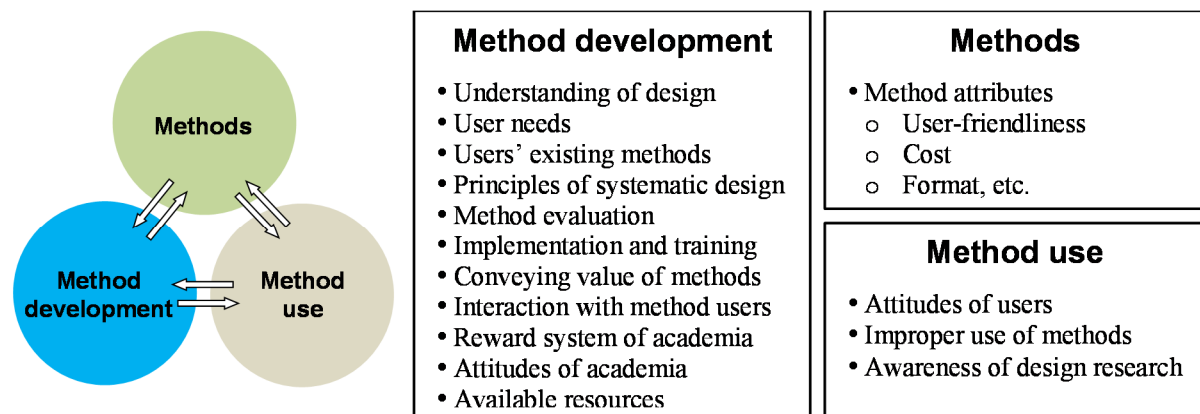 Methods
Method
development
Method
use
Method development
• Understanding of design
• User needs
• Users' existing methods
• Principles of systematic design
• Method evaluation
• Implementation and training
• Conveying value of methods
• Interaction with method users
• Reward system of academia
• Attitudes of academia
• Available resources
Methods
• Method attributes
o User-friendliness
o Cost
o Format, etc.
Method use
• Attitudes of users
• Improper use of methods
• Awareness of design research